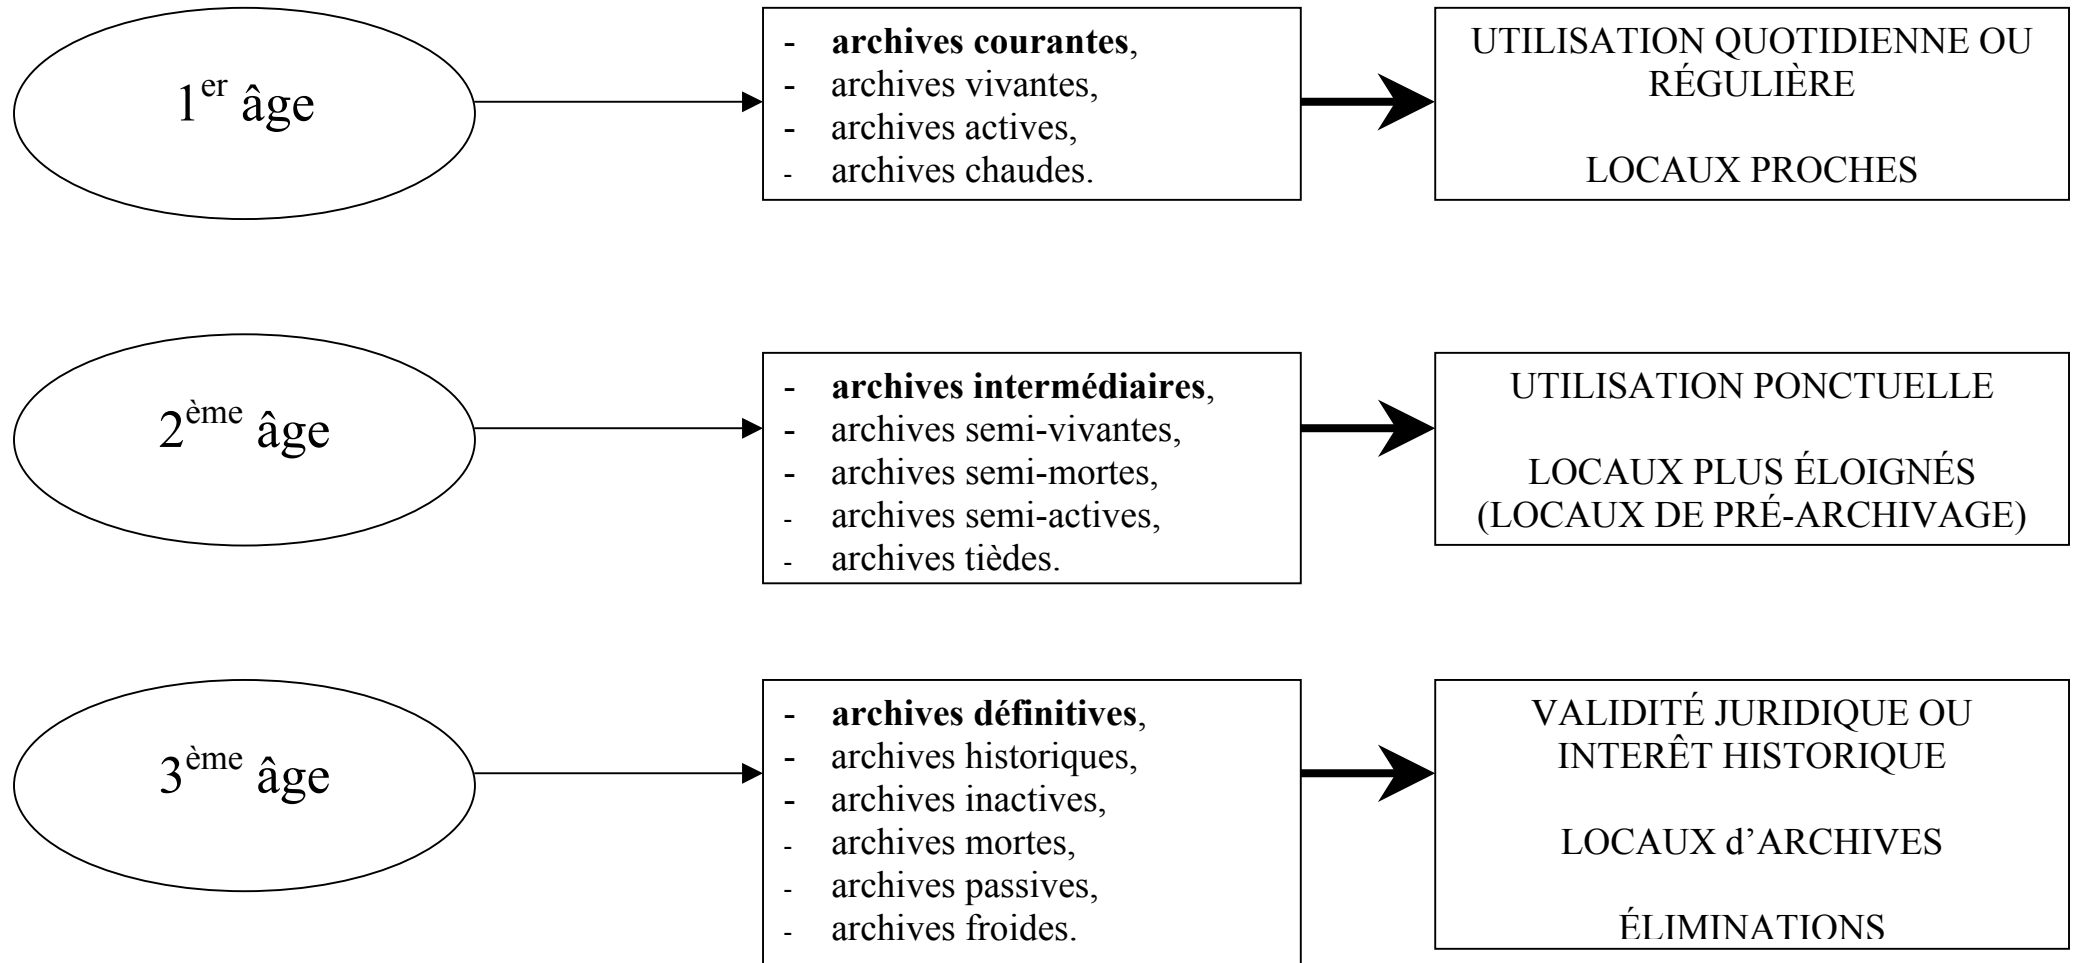 1er âge
- archives courantes,
- archives vivantes,
- archives actives,
- archives chaudes.
UTILISATION QUOTIDIENNE OU
RÉGULIÈRE
LOCAUX PROCHES
2ème âge
- archives intermédiaires,
- archives semi-vivantes,
- archives semi-mortes,
- archives semi-actives,
- archives tièdes.
UTILISATION PONCTUELLE
LOCAUX PLUS ÉLOIGNÉS
(LOCAUX DE PRÉ-ARCHIVAGE)
3ème âge
- archives définitives,
- archives historiques,
- archives inactives,
- archives mortes,
- archives passives,
- archives froides.
VALIDITÉ JURIDIQUE OU
INTERÊT HISTORIQUE
LOCAUX d’ARCHIVES
ÉLIMINATIONS